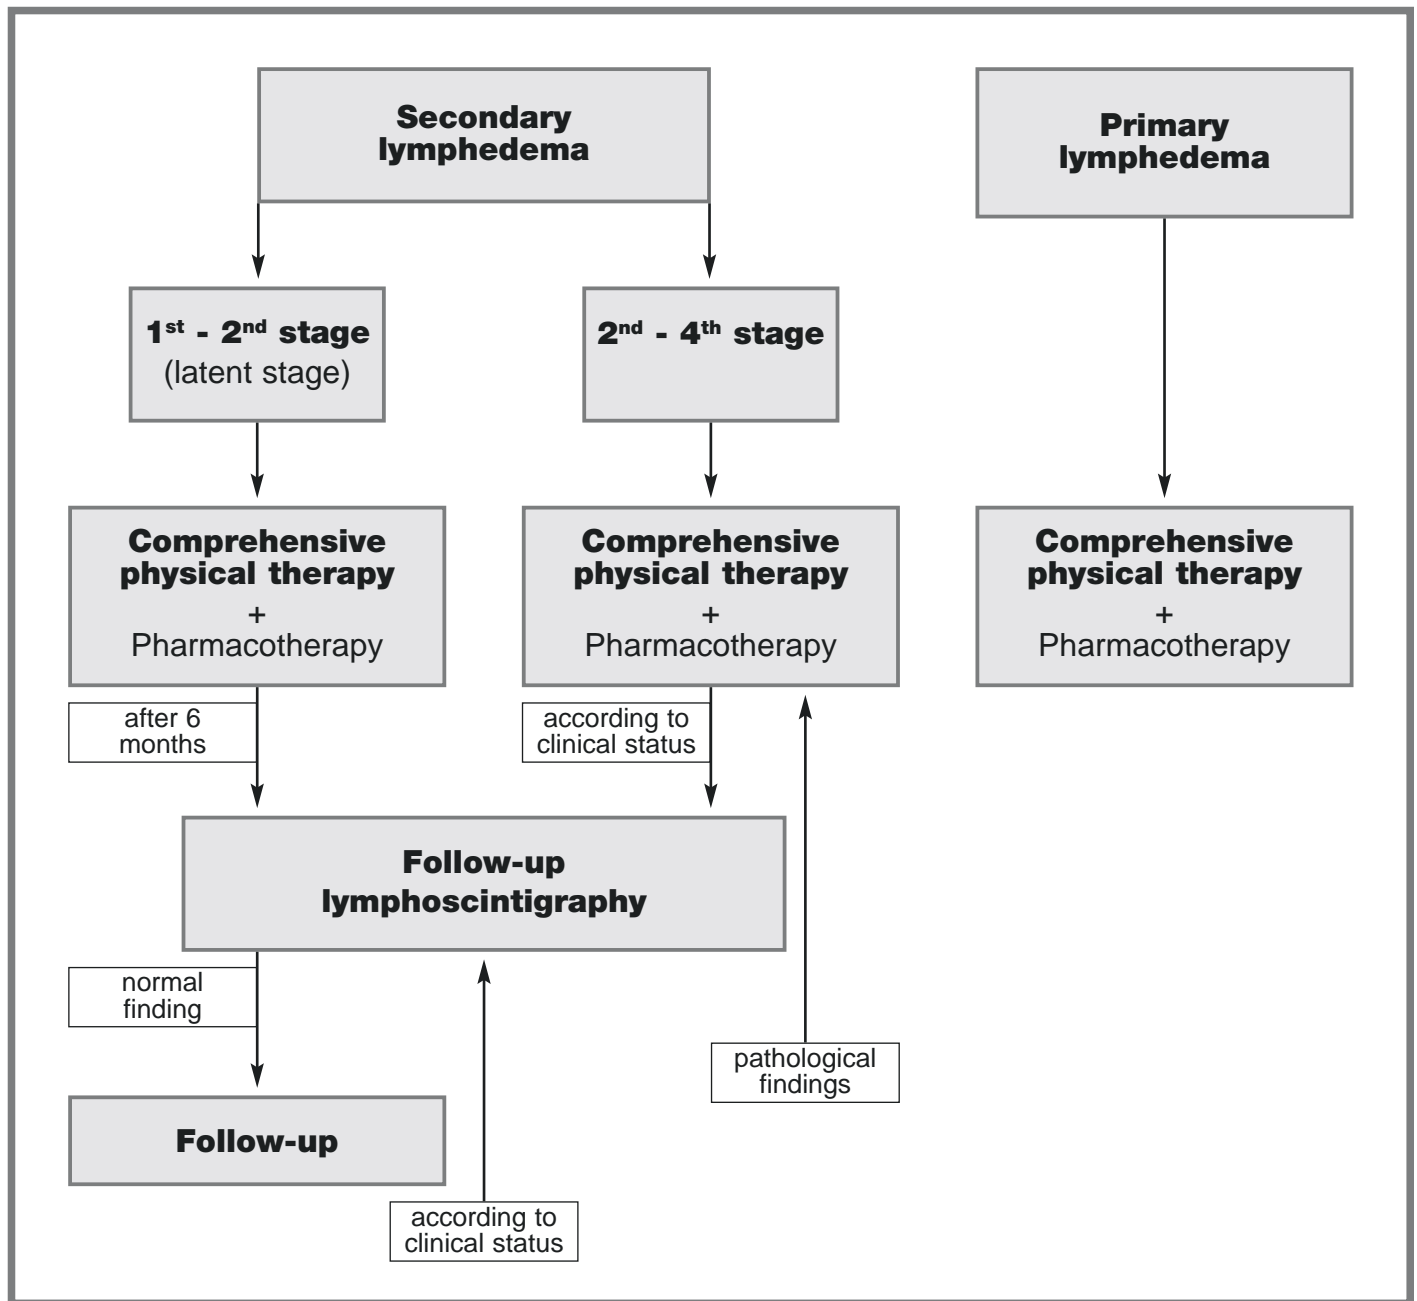 Secondary
lymphedema
Primary
lymphedema
1st - 2nd stage
(latent stage)
2nd - 4th stage
Comprehensive
physical therapy
+
Pharmacotherapy
Comprehensive
physical therapy
+
Pharmacotherapy
Comprehensive
physical therapy
+
Pharmacotherapy
after 6
months
according to
clinical status
Follow-up
lymphoscintigraphy
normal
finding
pathological
findings
Follow-up
according to
clinical status